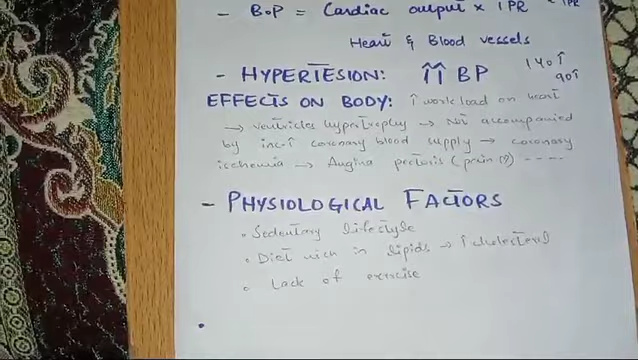 - B.P = Cardiac output x TPR
Heart & Blood vessels
- HYPERTESION: ↑↑ BP 140↑
90↑
EFFECTS ON BODY: ↑ workload on heart
→ ventricles hypertrophy → Not accompanied
by inc↑ coronary blood supply → coronary
ischemia → Angina pectoris (pain !?) ----
- PHYSIOLOGICAL FACTORS
• Sedentary lifestyle
• Diet rich in lipids → ↑ cholesterol
• Lack of exercise